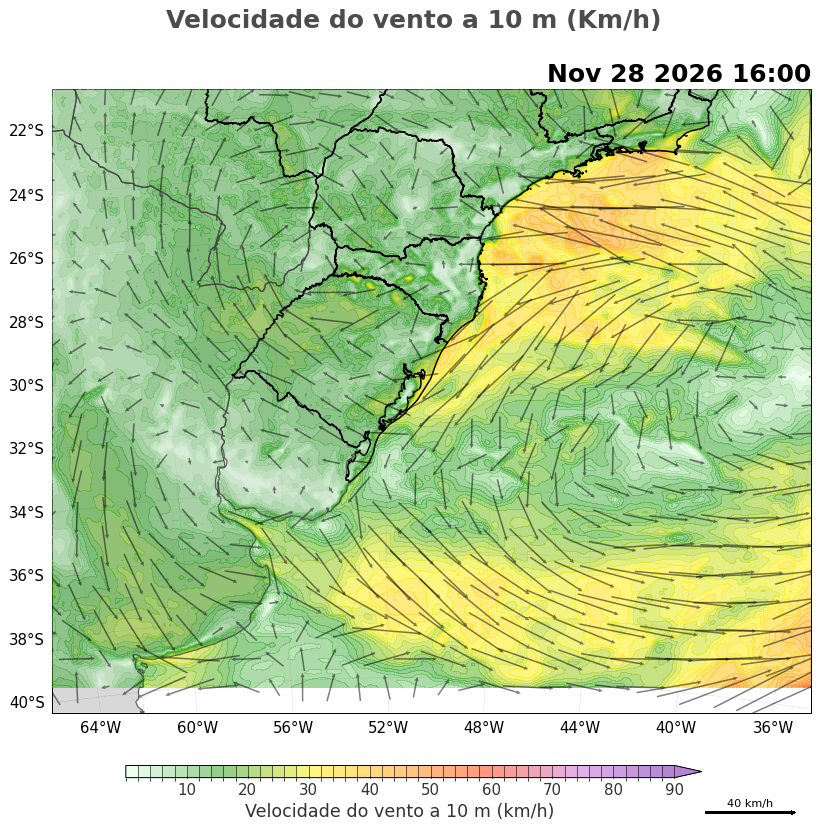 Velocidade do vento a 10 m (Km/h)
Nov 28 2026 16:00
22°S
24°S
26°S
28°S
30°S
32°S
34°S
36°S
38°S
40°S
64°W 60°W 56°W 52°W 48°W 44°W 40°W 36°W
10 20 30 40 50 60 70 80 90
Velocidade do vento a 10 m (km/h)
40 km/h